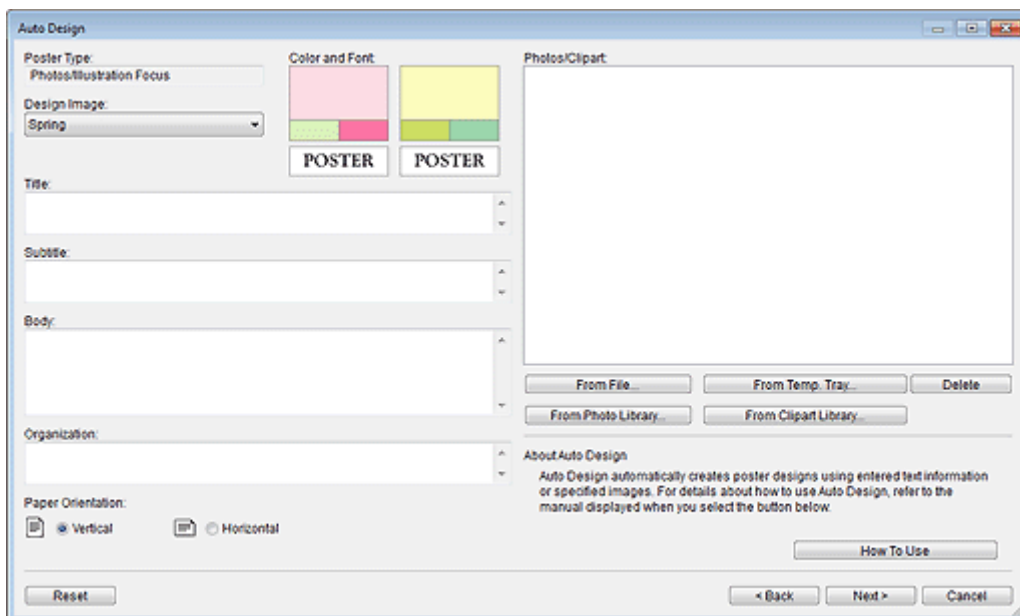 Auto Design
Poster Type:
Photos/Illustration Focus
Design Image:
Spring
Color and Font:
POSTER
POSTER
Title:
Subtitle:
Body:
Organization:
Paper Orientation:
Vertical
Horizontal
Photos/Clipart:
From File...
From Temp. Tray...
Delete
From Photo Library...
From Clipart Library...
About Auto Design
Auto Design automatically creates poster designs using entered text information
or specified images. For details about how to use Auto Design, refer to the
manual displayed when you select the button below.
How To Use
Reset
< Back
Next >
Cancel